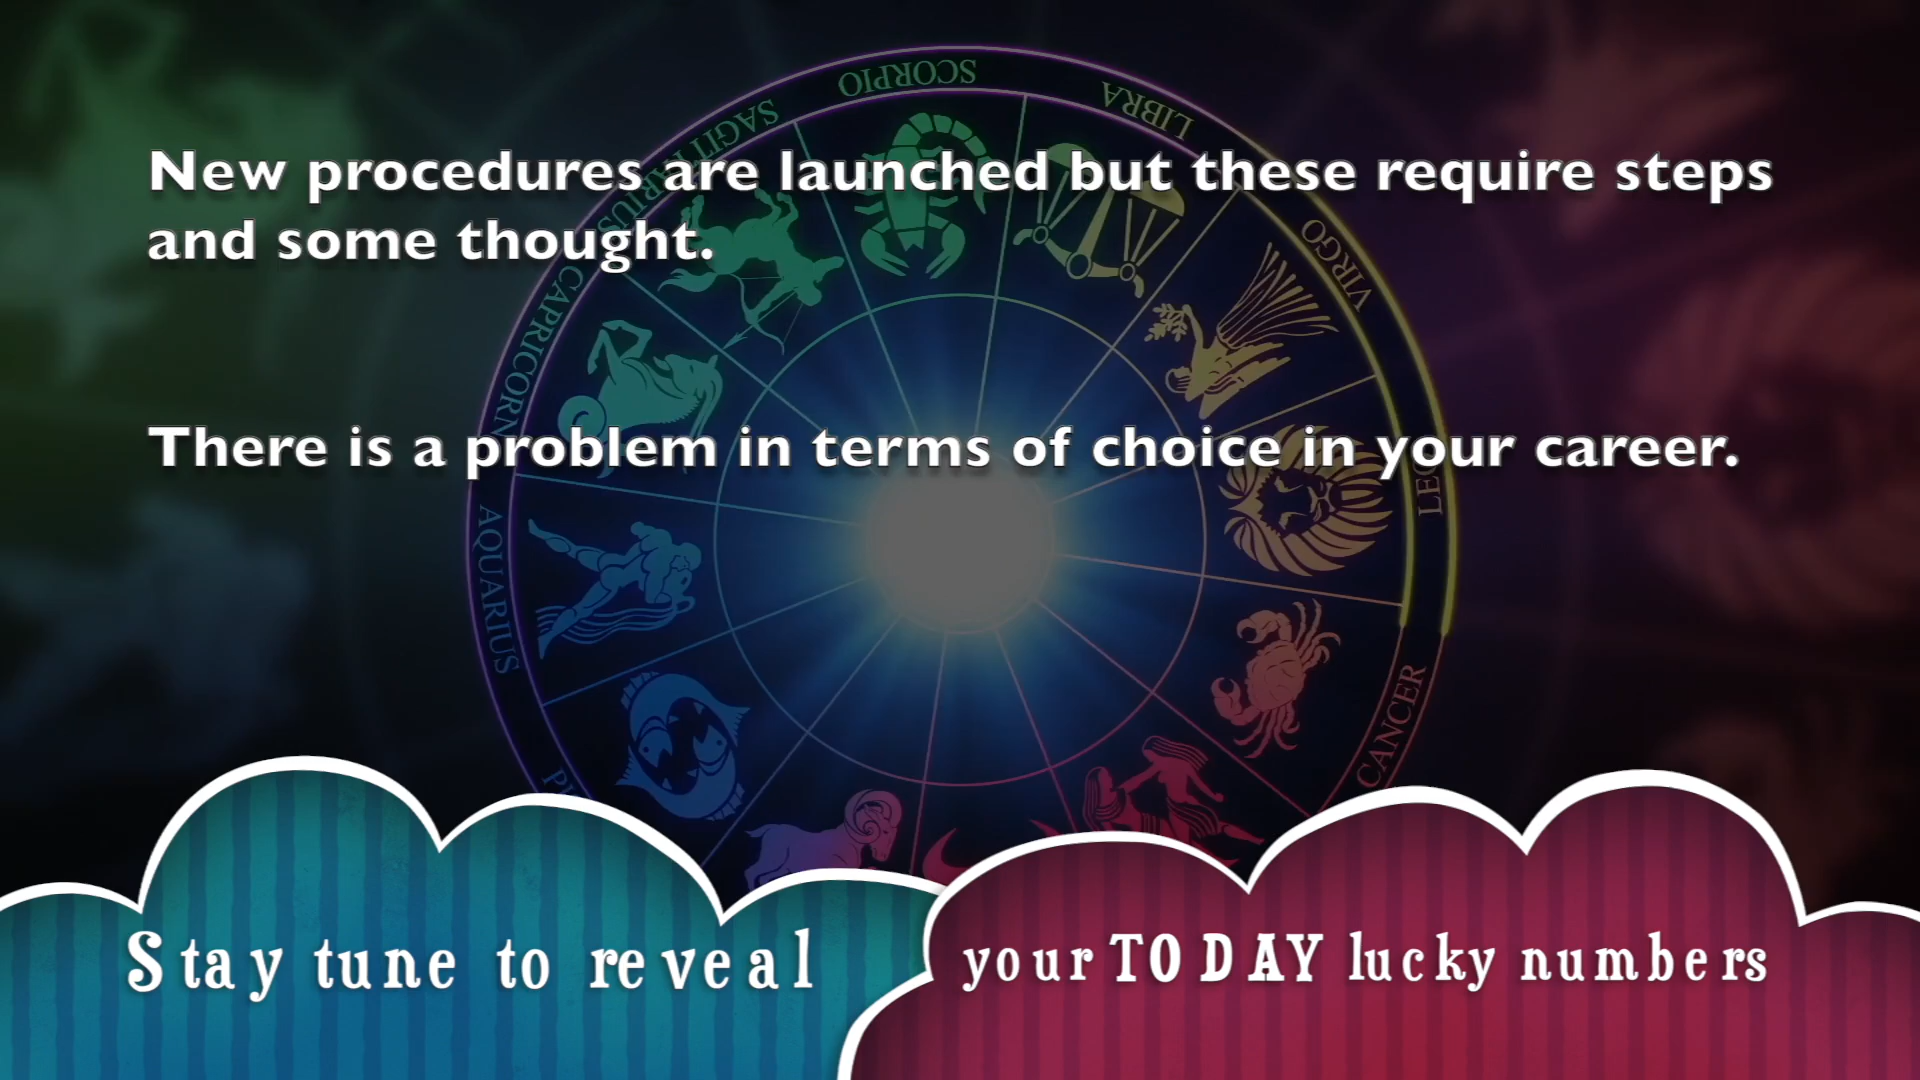 SCORPIO
LIBRA
SAGITTARIUS
VIRGO
New procedures are launched but these require steps
and some thought.
CAPRICORN
There is a problem in terms of choice in your career.
AQUARIUS
CANCER
Stay tune to reveal
your TODAY lucky numbers